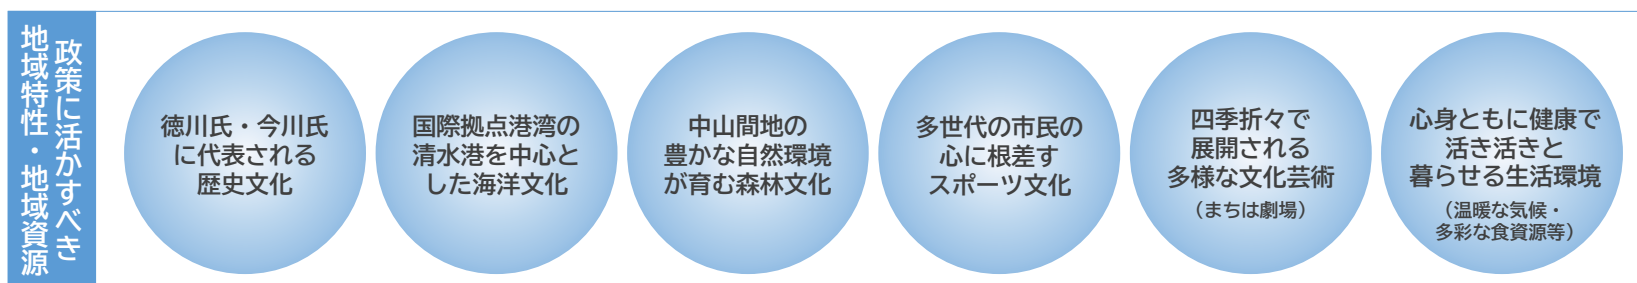 政策に活かすべき
地域特性・地域資源
徳川氏・今川氏
に代表される
歴史文化
国際拠点港湾の
清水港を中心と
した海洋文化
中山間地の
豊かな自然環境
が育む森林文化
多世代の市民の
心に根差す
スポーツ文化
四季折々で
展開される
多様な文化芸術
（まちは劇場）
心身ともに健康で
活き活きと
暮らせる生活環境
（温暖な気候・
多彩な食資源等）